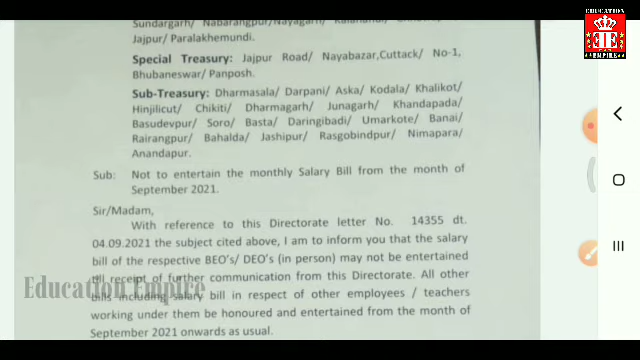 EDUCATION
EMPIRE
Sundargarh/ Nabarangpur/Nayagarh/
Jajpur/ Paralakhemundi.
Special Treasury: Jajpur Road/ Nayabazar,Cuttack/ No-1,
Bhubaneswar/ Panposh.
Sub-Treasury: Dharmasala/ Darpani/ Aska/ Kodala/ Khalikot/
Hinjilicut/ Chikiti/ Dharmagarh/ Junagarh/ Khandapada/
Basudevpur/ Soro/ Basta/ Daringibadi/ Umarkote/ Banai/
Rairangpur/ Bahalda/ Jashipur/ Rasgobindpur/ Nimapara/
Anandapur.
Sub: Not to entertain the monthly Salary Bill from the month of
September 2021.
Sir/Madam,
With reference to this Directorate letter No. 14355 dt.
04.09.2021 the subject cited above, I am to inform you that the salary
bill of the respective BEO's/ DEO's (in person) may not be entertained
till receipt of further communication from this Directorate. All other
bills including salary bill in respect of other employees / teachers
working under them be honoured and entertained from the month of
September 2021 onwards as usual.
Education Empire